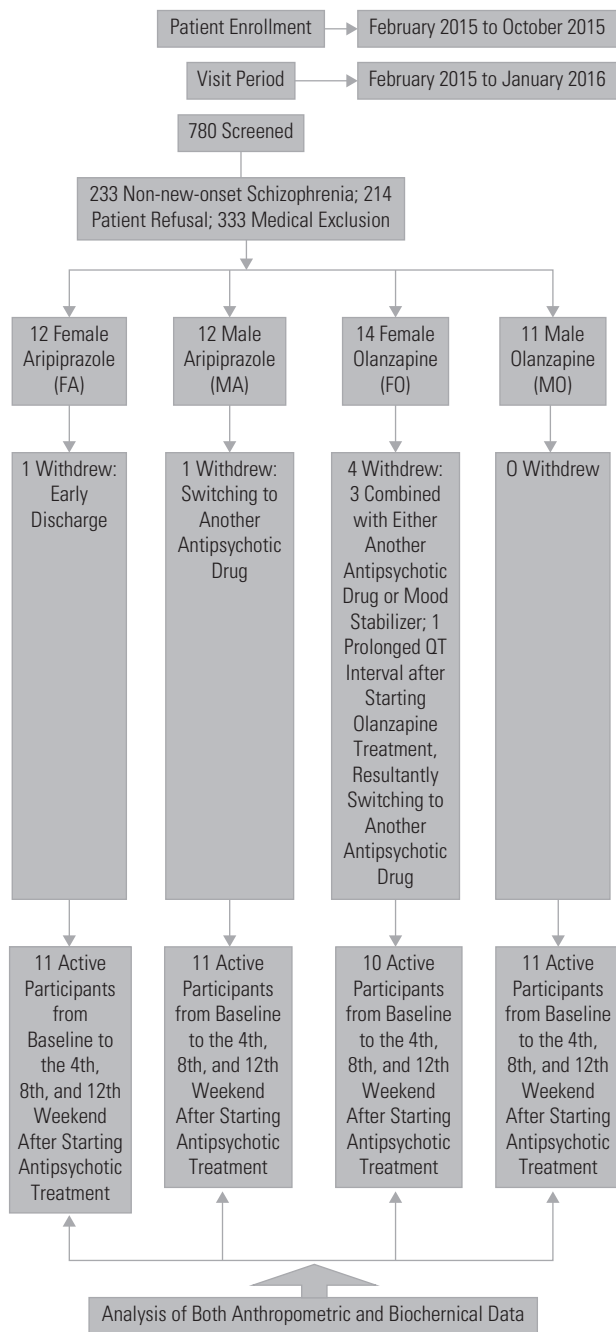 Patient Enrollment
February 2015 to October 2015
Visit Period
February 2015 to January 2016
780 Screened
233 Non-new-onset Schizophrenia; 214
Patient Refusal; 333 Medical Exclusion
12 Female
Aripiprazole
(FA)
12 Male
Aripiprazole
(MA)
14 Female
Olanzapine
(FO)
11 Male
Olanzapine
(MO)
1 Withdrew:
Early
Discharge
1 Withdrew:
Switching to
Another
Antipsychotic
Drug
4 Withdrew:
3 Combined
with Either
Another
Antipsychotic
Drug or Mood
Stabilizer; 1
Prolonged QT
Interval after
Starting
Olanzapine
Treatment,
Resultantly
Switching to
Another
Antipsychotic
Drug
0 Withdrew
11 Active
Participants
from
Baseline to
the 4th,
8th, and 12th
Weekend
After Starting
Antipsychotic
Treatment
11 Active
Participants
from Baseline
to the 4th,
8th, and 12th
Weekend
After Starting
Antipsychotic
Treatment
10 Active
Participants
from Baseline
to the 4th,
8th, and 12th
Weekend
After Starting
Antipsychotic
Treatment
11 Active
Participants
from Baseline
to the 4th,
8th, and 12th
Weekend
After Starting
Antipsychotic
Treatment
Analysis of Both Anthropometric and Biochernical Data